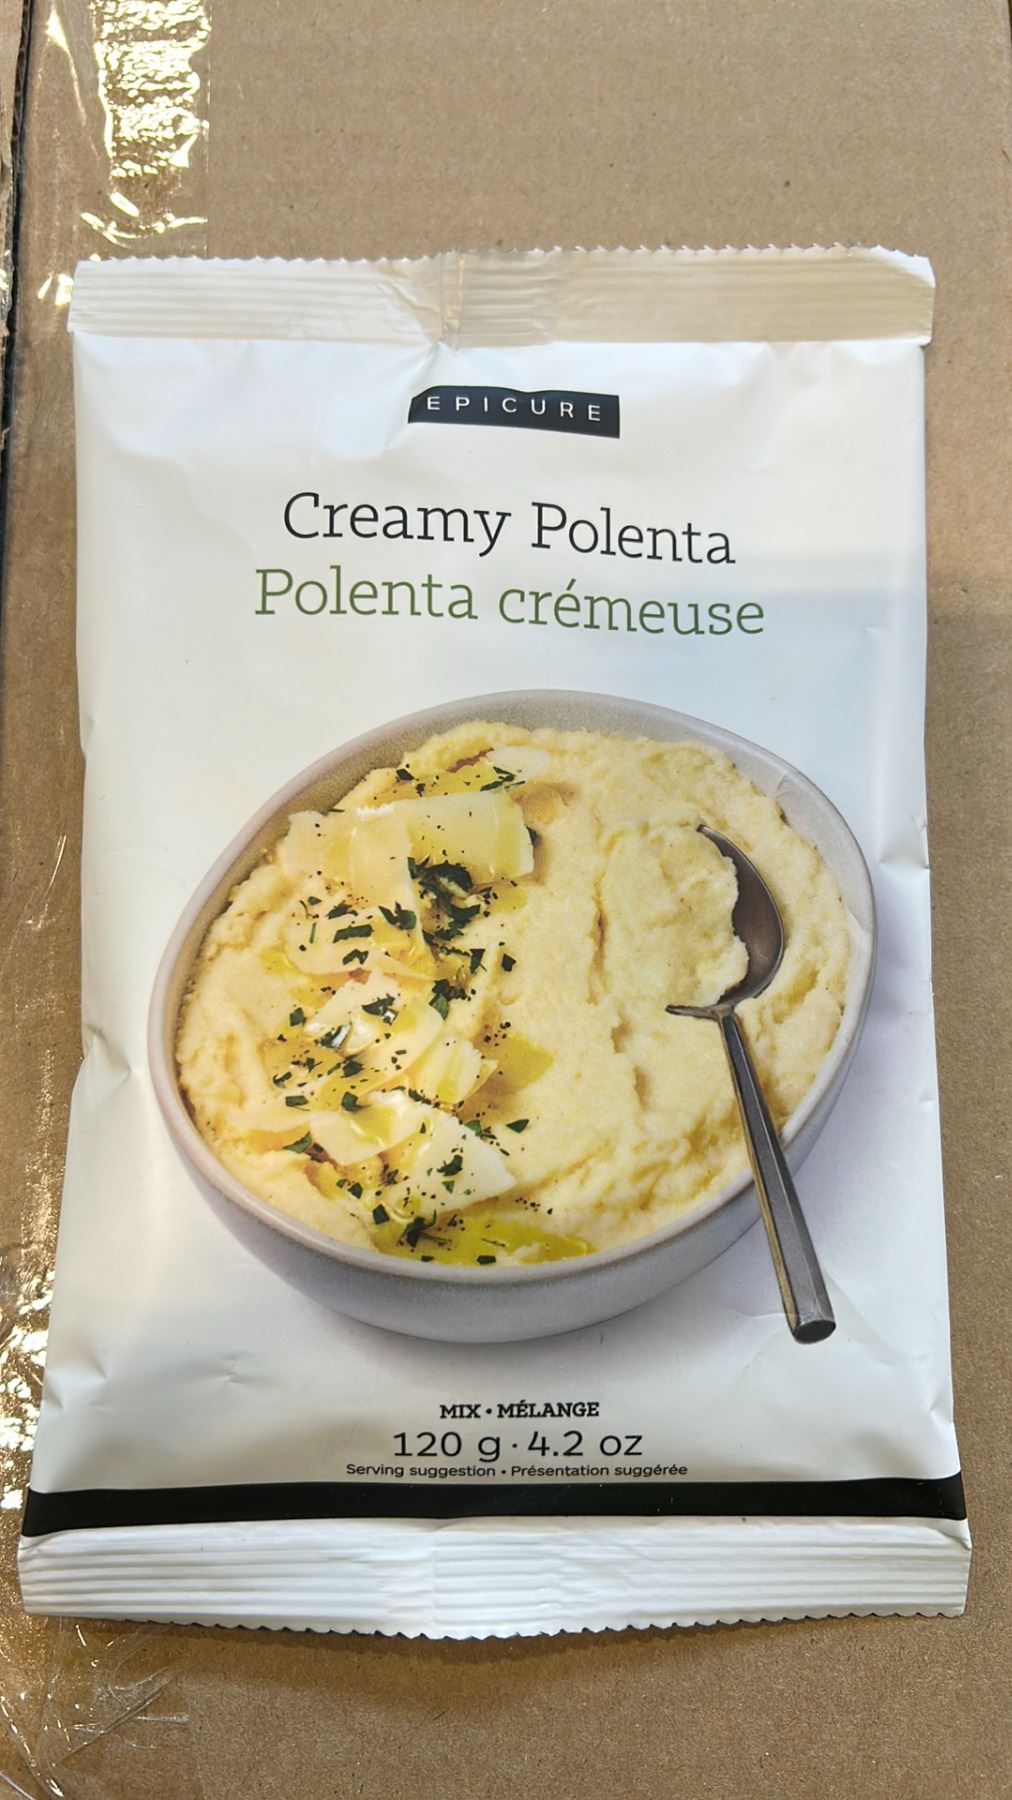 EPICURE
Creamy Polenta
Polenta crémeuse
MIX • MÉLANGE
120 g · 4.2 oz
Serving suggestion • Présentation suggérée